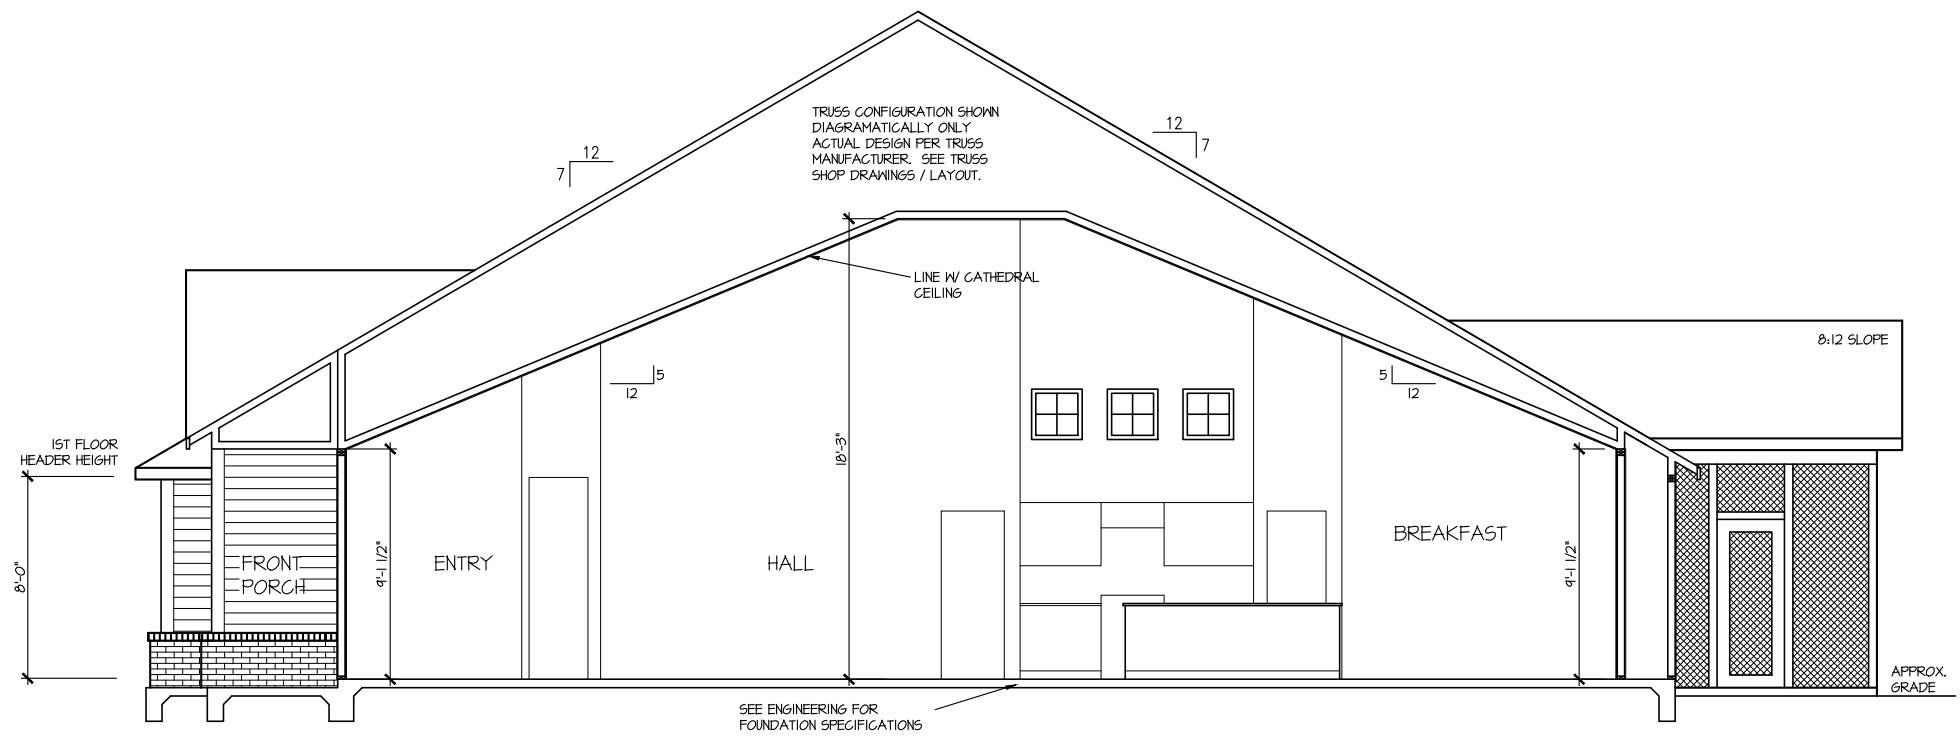 TRUSS CONFIGURATION SHOWN
DIAGRAMATICALLY ONLY
ACTUAL DESIGN PER TRUSS
MANUFACTURER. SEE TRUSS
SHOP DRAWINGS / LAYOUT.
12
7
12
7
LINE W/ CATHEDRAL
CEILING
8:12 SLOPE
5
12
5
12
1ST FLOOR
HEADER HEIGHT
18'-3"
8'-0"
FRONT
PORCH
9'-1 1/2"
ENTRY
HALL
BREAKFAST
9'-1 1/2"
APPROX.
GRADE
SEE ENGINEERING FOR
FOUNDATION SPECIFICATIONS